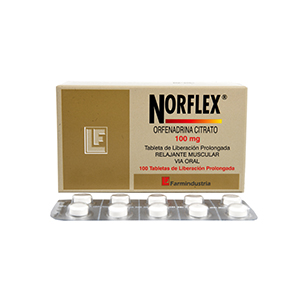 LF
NORFLEX®
ORFENADRINA CITRATO
100 mg
Tableta de Liberación Prolongada
RELAJANTE MUSCULAR
VIA ORAL
100 Tabletas de Liberación Prolongada
Farmindustria